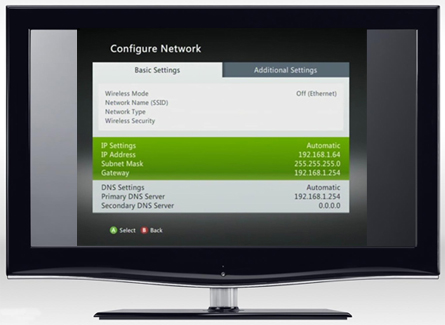 Configure Network
Basic Settings Additional Settings
Wireless Mode Off (Ethernet)
Network Name (SSID)
Network Type
Wireless Security
IP Settings Automatic
IP Address 192.168.1.64
Subnet Mask 255.255.255.0
Gateway 192.168.1.254
DNS Settings Automatic
Primary DNS Server 192.168.1.254
Secondary DNS Server 0.0.0.0
A Select B Back